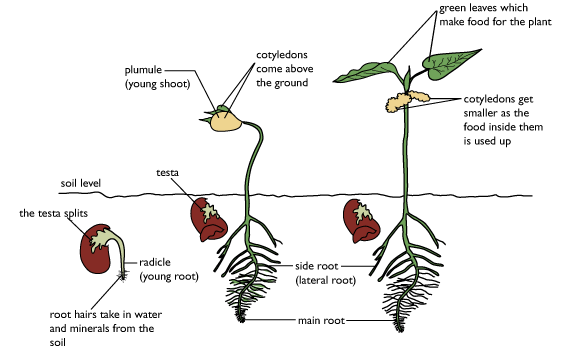 green leaves which
make food for the plant
cotyledons
come above
the ground
plumule
(young shoot)
cotyledons get
smaller as the
food inside them
is used up
testa
soil level
the testa splits
radicle
(young root)
side root
(lateral root)
root hairs take in water
and minerals from the
soil
main root